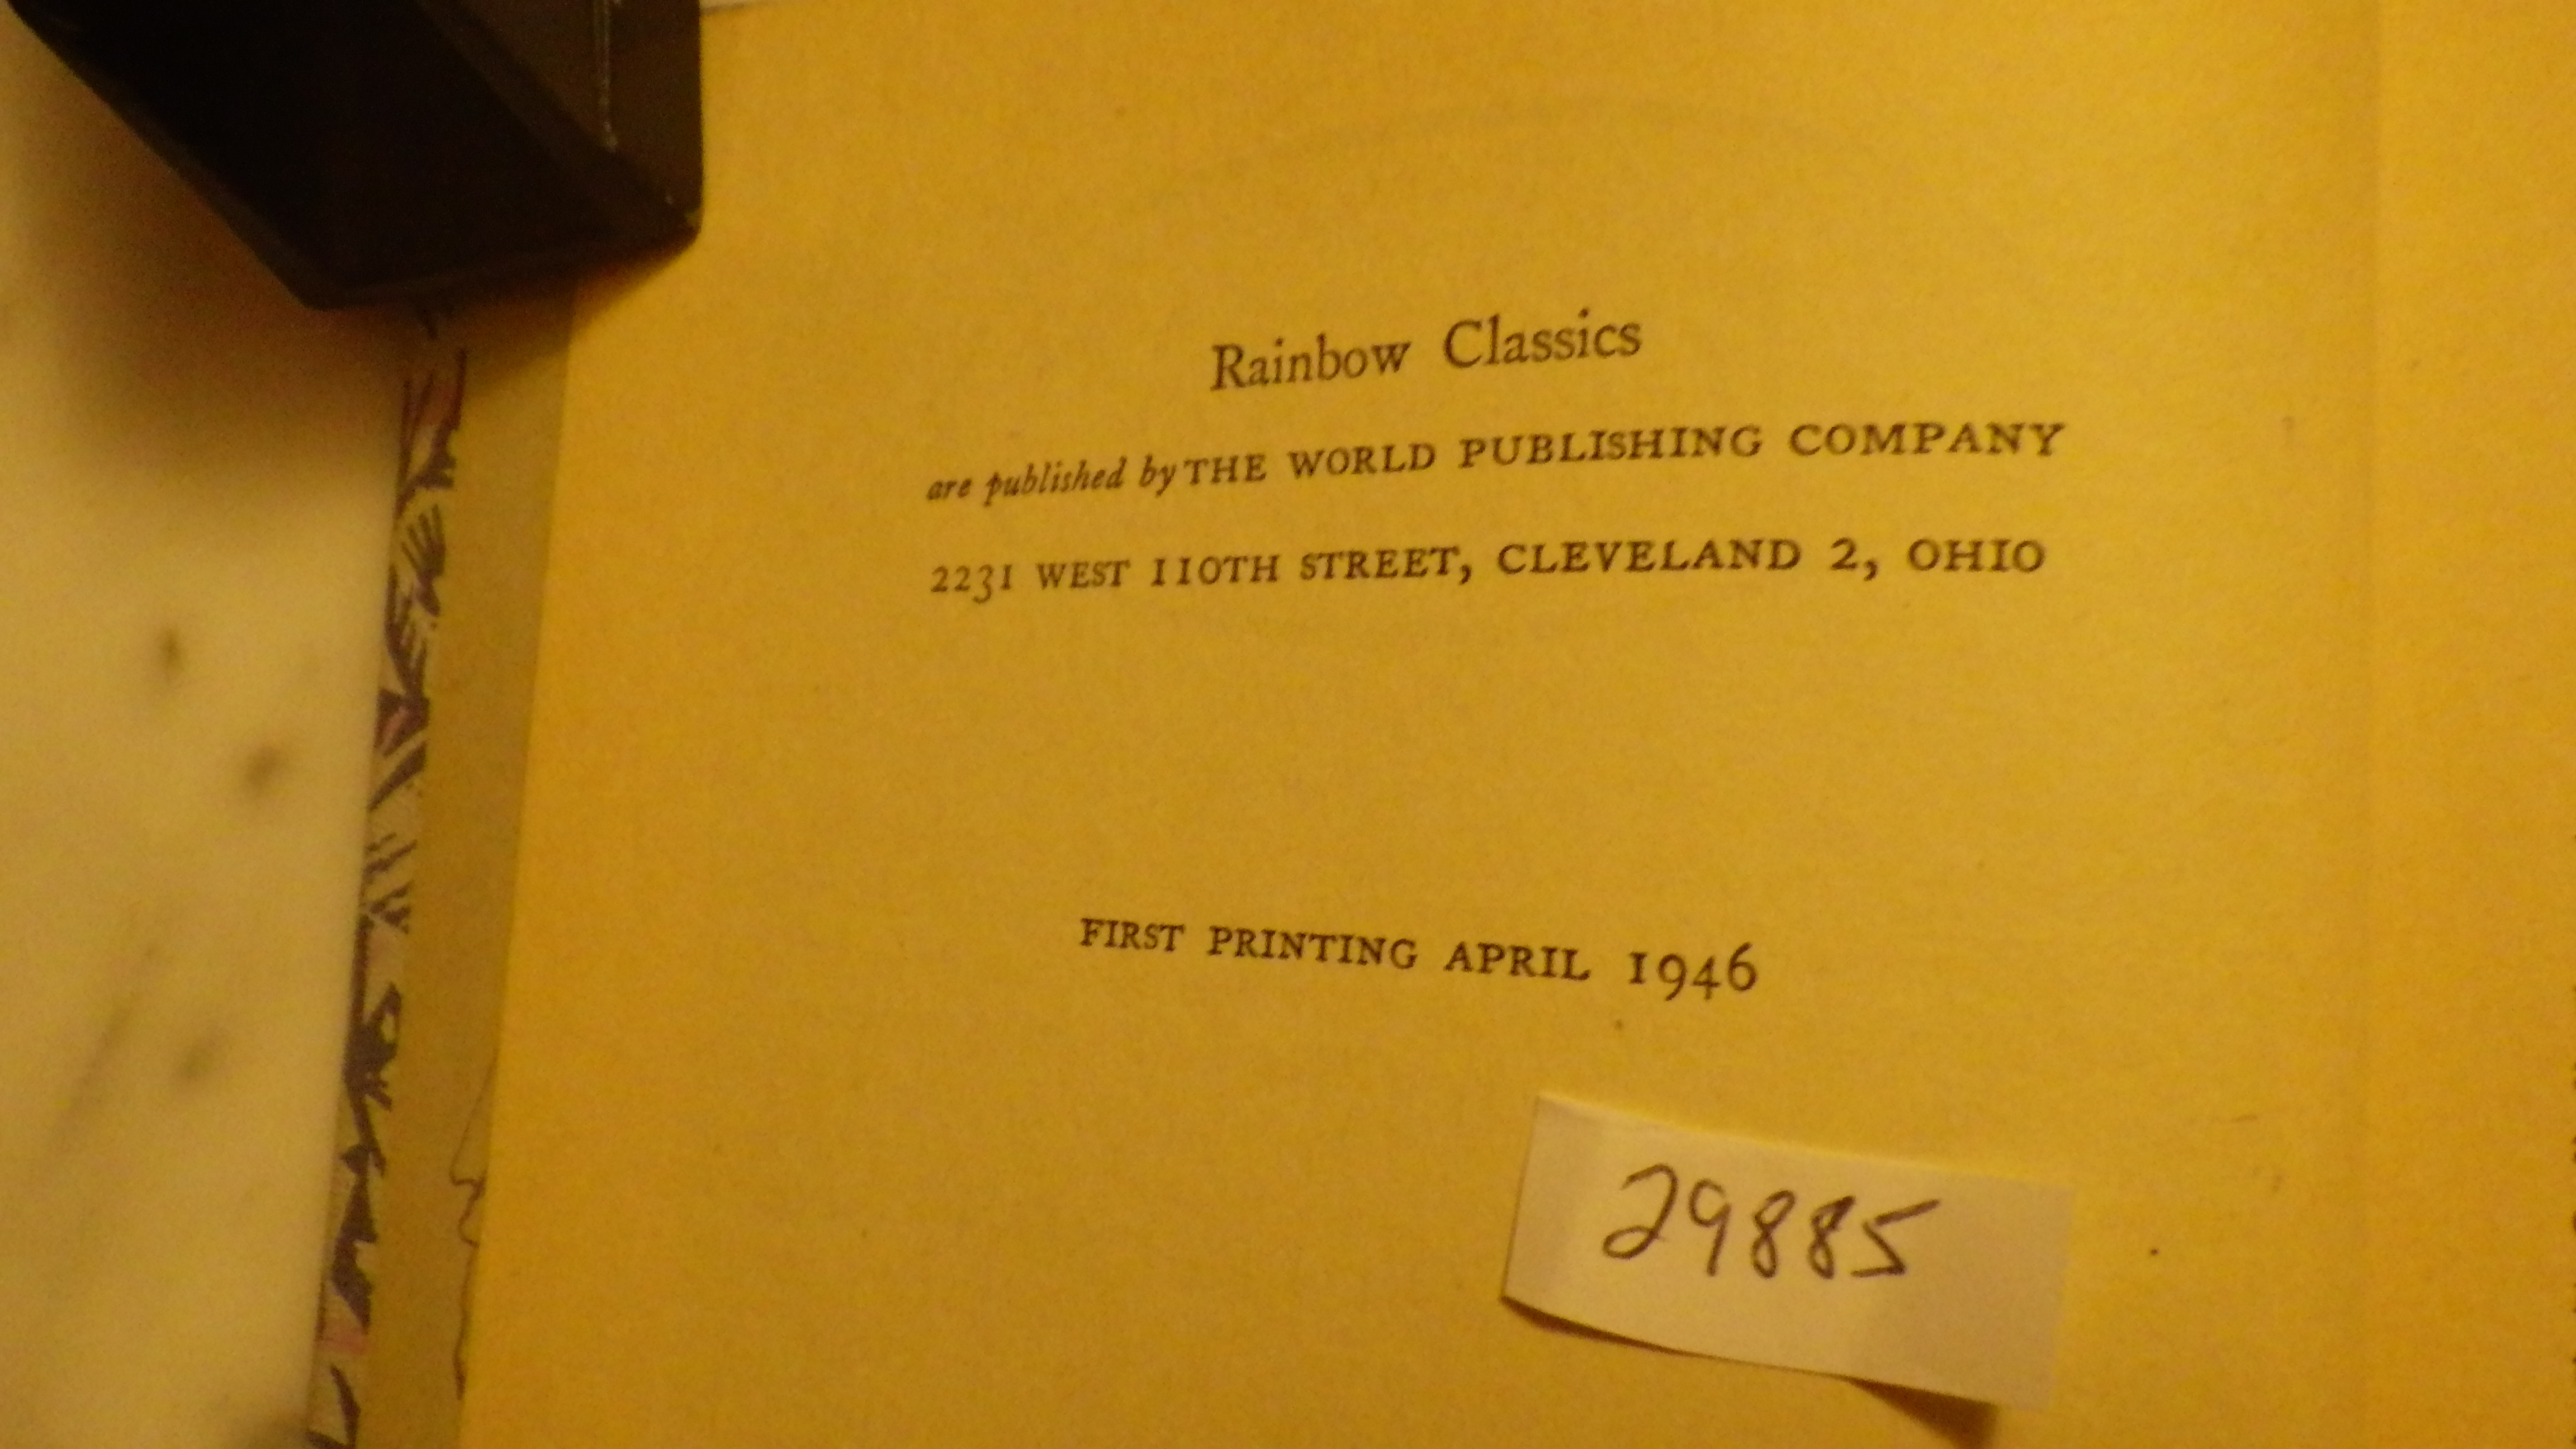 Rainbow Classics
are published by THE WORLD PUBLISHING COMPANY
2231 WEST 110TH STREET, CLEVELAND 2, OHIO
FIRST PRINTING APRIL 1946
29885